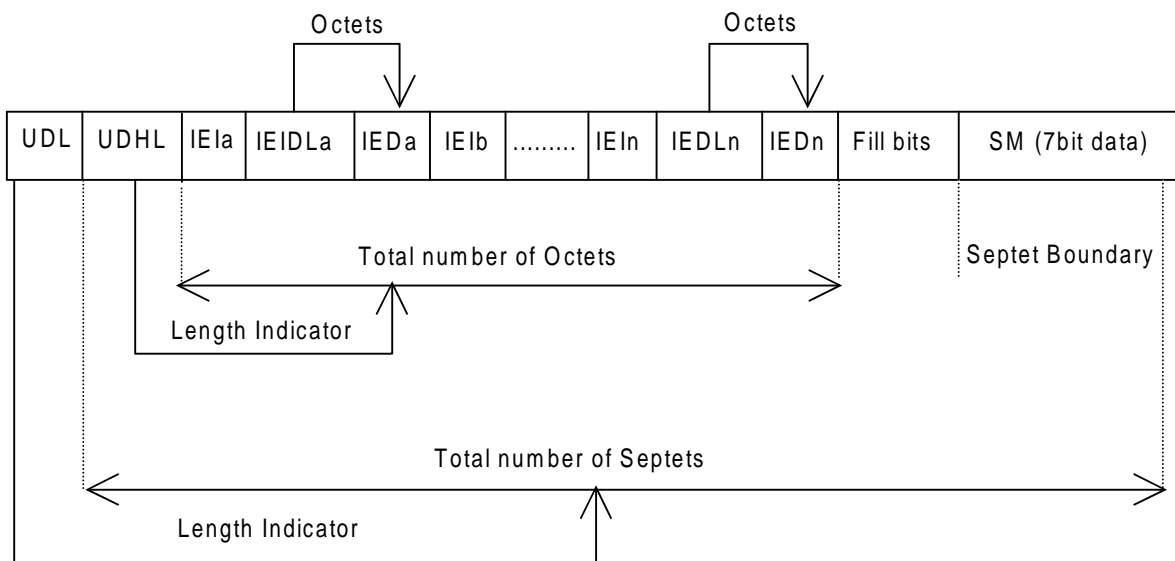 Octets Octets
UDL UDHL IEIa IEIDLa IEDa IEIb ......... IEIn IEDLn IEDn Fill bits SM (7bit data)
Total number of Octets Septet Boundary
Length Indicator
Total number of Septets
Length Indicator